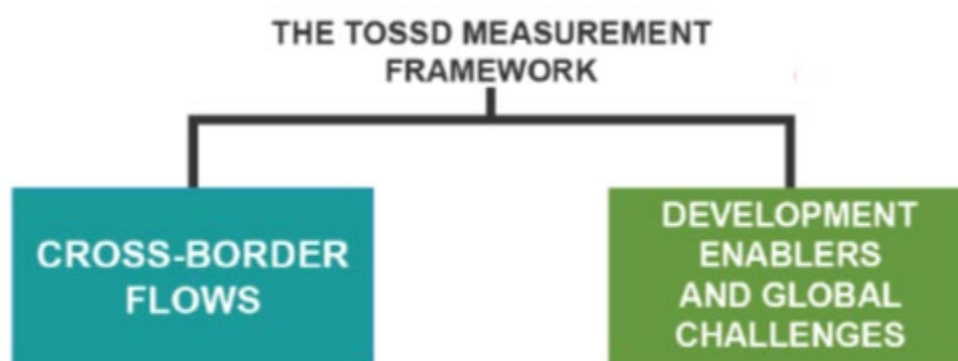 THE TOSSD MEASUREMENT
FRAMEWORK
CROSS-BORDER
FLOWS
DEVELOPMENT
ENABLERS
AND GLOBAL
CHALLENGES